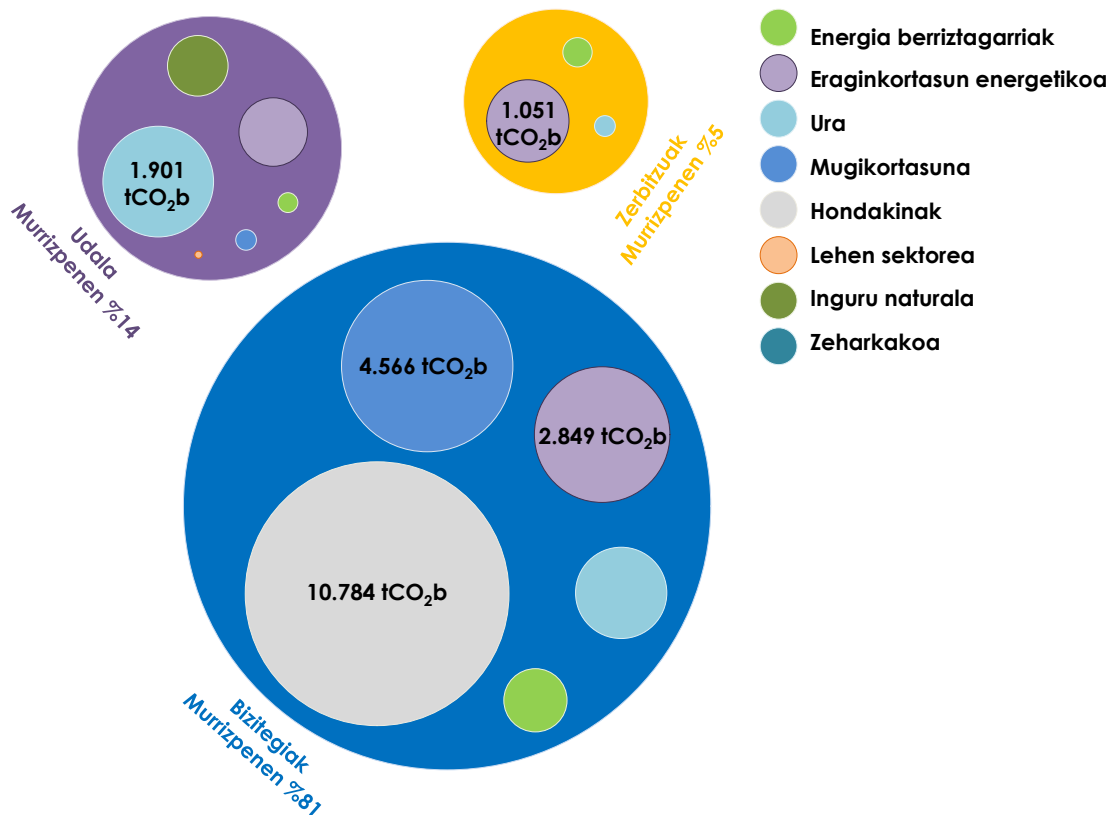 1.901
tCO₂b
Udala
Murrizpenen %14
1.051
tCO₂b
Zerbitzuak
Murrizpenen %5
4.566 tCO₂b
2.849 tCO₂b
10.784 tCO₂b
Bizitegiak
Murrizpenen %81
Energia berriztagarriak
Eraginkortasun energetikoa
Ura
Mugikortasuna
Hondakinak
Lehen sektorea
Inguru naturala
Zeharkakoa